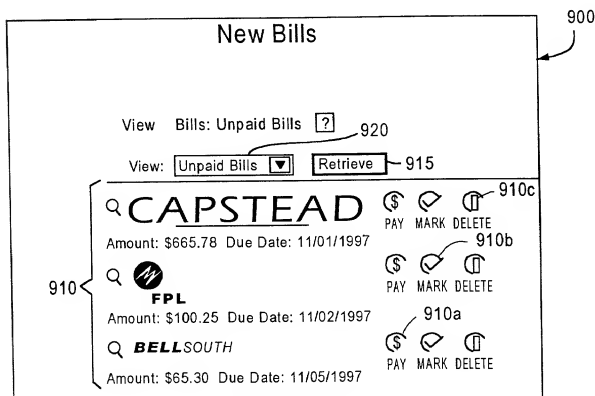 New Bills
900
View Bills: Unpaid Bills ?
920
View: Unpaid Bills Retrieve 915
CAPSTEAD $ 910c
PAY MARK DELETE
Amount: $665.78 Due Date: 11/01/1997
$ 910b
FPL
PAY MARK DELETE
910
Amount: $100.25 Due Date: 11/02/1997
910a
BELLSOUTH $
PAY MARK DELETE
Amount: $65.30 Due Date: 11/05/1997